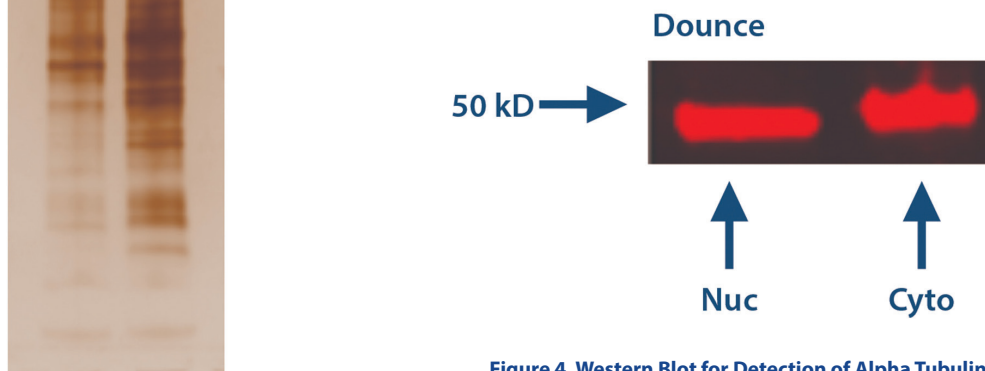 Dounce
50 kD
Nuc
Cyto
Figure 4. Western Blot for Detection of Alpha Tubulin